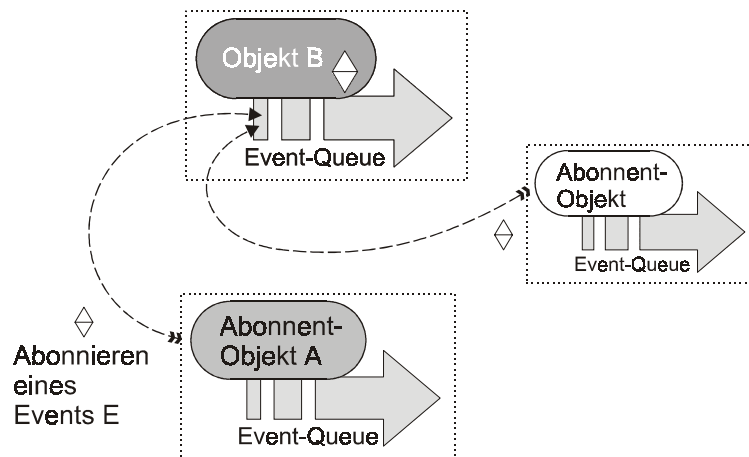 Objekt B
Event-Queue
Abonnent-
Objekt
Event-Queue
Abonnieren
eines
Events E
Abonnent-
Objekt A
Event-Queue